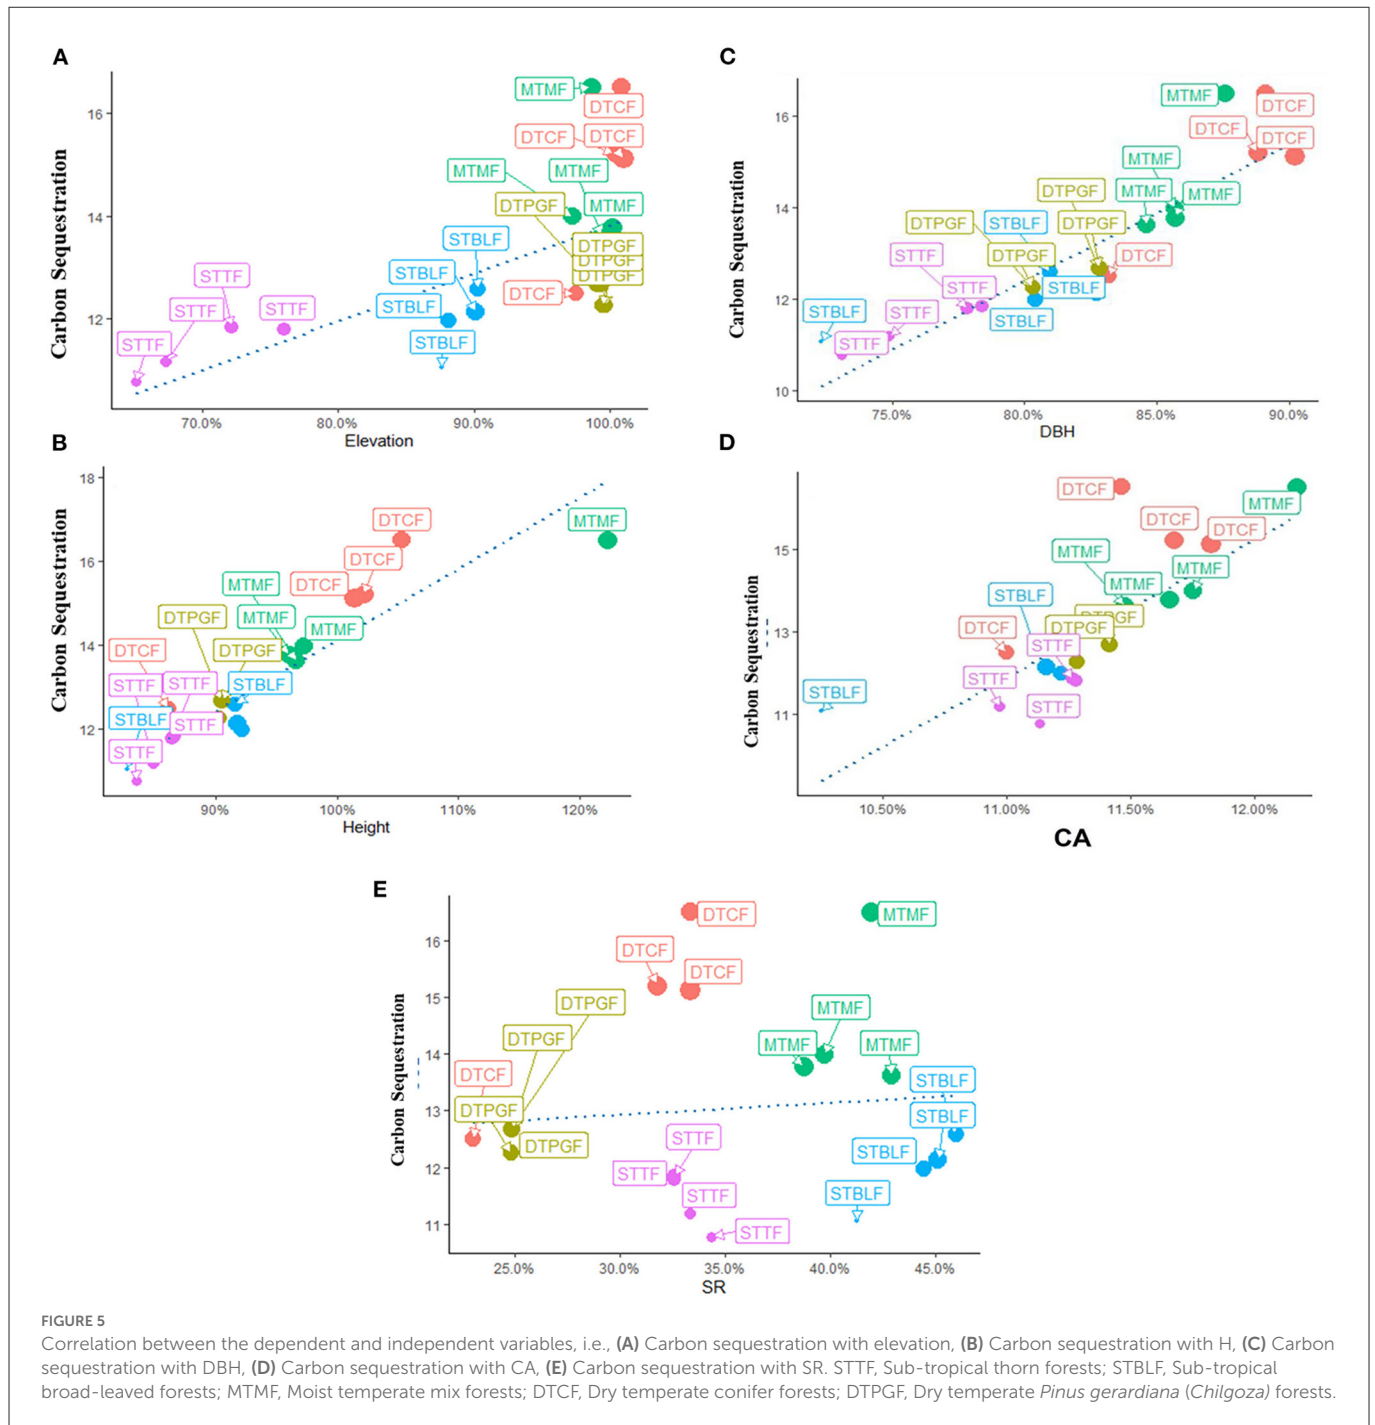 A
Carbon Sequestration
16
14
12
MTMF
DTCF
DTCF
DTCF
MTMF
MTMF
DTPGF
MTMF
STBLF
DTPGF
DTPGF
DTPGF
STBLF
STTF
DTCF
STTF
STTF
STBLF
STTF
STBLF
70.0%
80.0%
90.0%
100.0%
Elevation
C
Carbon Sequestration
16
14
12
10
MTMF
DTCF
DTCF
DTCF
MTMF
DTPGF
MTMF
MTMF
DTPGF
STBLF
DTPGF
STTF
DTPGF
DTCF
STTF
STBLF
STBLF
STTF
STBLF
STTF
75.0%
80.0%
85.0%
90.0%
DBH
B
Carbon Sequestration
18
16
14
12
DTCF
MTMF
DTCF
DTCF
MTMF
DTPGF
MTMF
MTMF
DTCF
DTPGF
STTF
STTF
STBLF
STBLF
STTF
STTF
90%
100%
110%
120%
Height
D
Carbon Sequestration
15
13
11
DTCF
MTMF
DTCF
DTCF
MTMF
MTMF
MTMF
STBLF
DTPGF
DTPGF
DTCF
STTF
STTF
STBLF
STTF
10.50%
11.00%
11.50%
12.00%
CA
E
Carbon Sequestration
16
15
14
13
12
11
DTCF
MTMF
DTCF
DTCF
DTPGF
MTMF
DTPGF
MTMF
MTMF
DTCF
STBLF
DTPGF
STBLF
STTF
DTPGF
STBLF
STTF
STTF
STBLF
STTF
25.0%
30.0%
35.0%
40.0%
45.0%
SR
FIGURE 5
Correlation between the dependent and independent variables, i.e., (A) Carbon sequestration with elevation, (B) Carbon sequestration with H, (C) Carbon
sequestration with DBH, (D) Carbon sequestration with CA, (E) Carbon sequestration with SR. STTF, Sub-tropical thorn forests; STBLF, Sub-tropical
broad-leaved forests; MTMF, Moist temperate mix forests; DTCF, Dry temperate conifer forests; DTPGF, Dry temperate Pinus gerardiana (Chilgoza) forests.